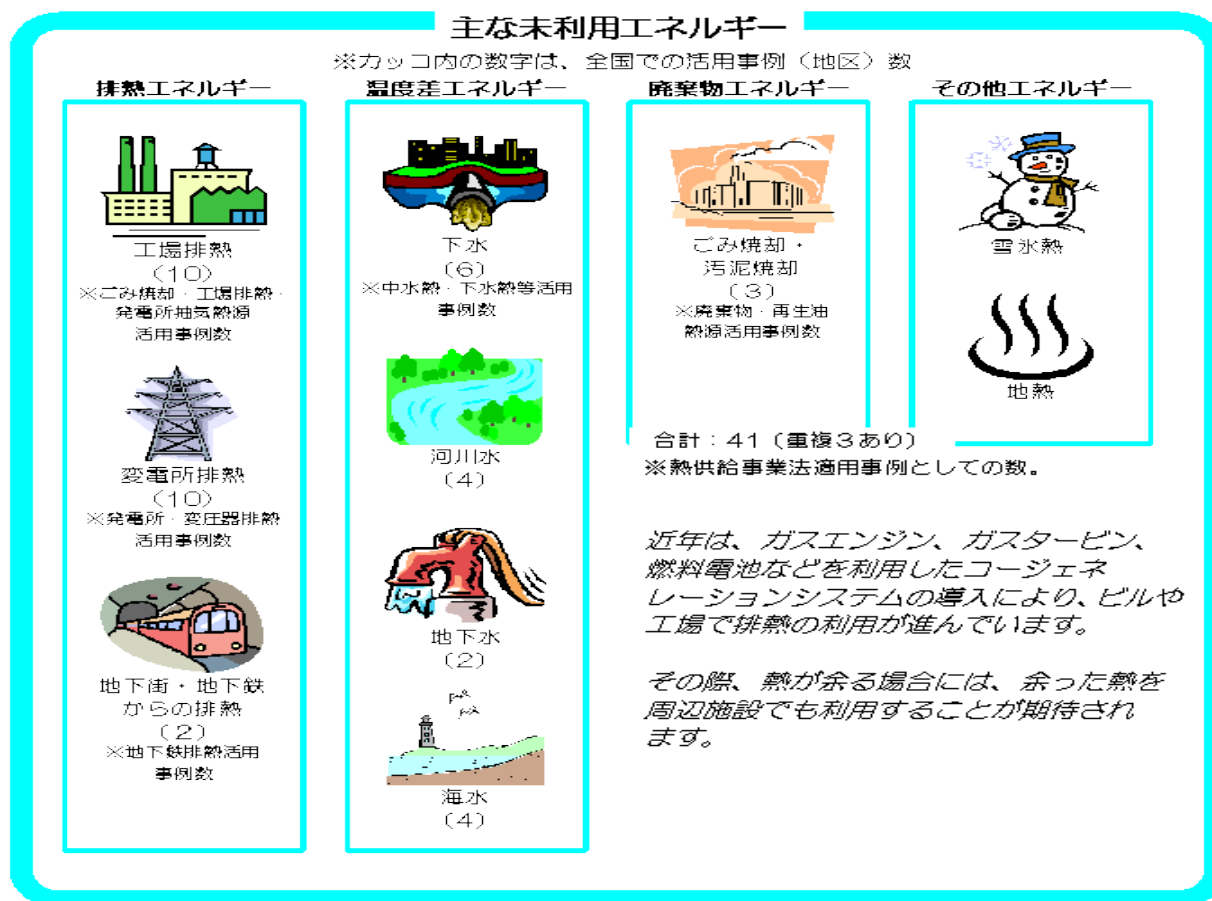 主な未利用エネルギー
※カッコ内の数字は、全国での活用事例（地区）数
排熱エネルギー
工場排熱
（１０）
※ごみ焼却・工場排熱・
発電所抽気熱源
活用事例数
変電所排熱
（１０）
※発電所・変圧器排熱
活用事例数
地下街・地下鉄
からの排熱
（２）
※地下鉄排熱活用
事例数
温度差エネルギー
下水
（６）
※中水熱・下水熱等活用
事例数
河川水
（４）
地下水
（２）
海水
（４）
廃棄物エネルギー
ごみ焼却・
汚泥焼却
（３）
※廃棄物・再生油
熱源活用事例数
その他エネルギー
雪氷熱
地熱
合計：41（重複３あり）
※熱供給事業法適用事例としての数。
近年は、ガスエンジン、ガスタービン、
燃料電池などを利用したコージェネ
レーションシステムの導入により、ビルや
工場で排熱の利用が進んでいます。
その際、熱が余る場合には、余った熱を
周辺施設でも利用することが期待され
ます。